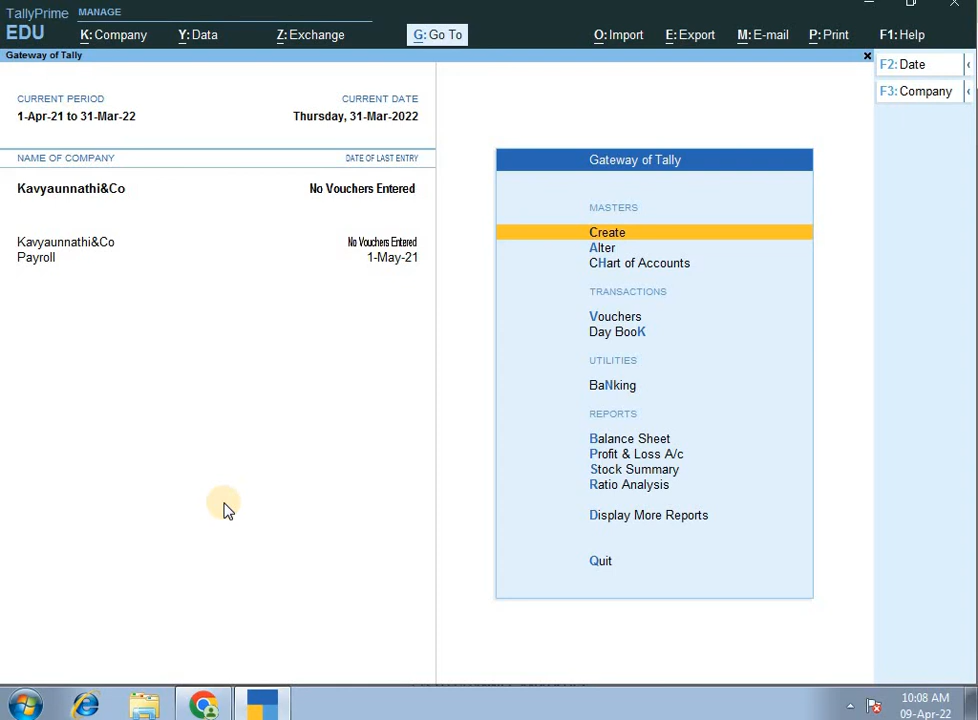 TallyPrime MANAGE
EDU
K: Company Y: Data Z: Exchange G: Go To O: Import E: Export M: E-mail P: Print F1: Help
Gateway of Tally
F2: Date
F3: Company
CURRENT PERIOD CURRENT DATE
1-Apr-21 to 31-Mar-22 Thursday, 31-Mar-2022
NAME OF COMPANY DATE OF LAST ENTRY
Kavyaunnathi&Co No Vouchers Entered
Kavyaunnathi&Co No Vouchers Entered
Payroll 1-May-21
Gateway of Tally
MASTERS
Create
Alter
CHart of Accounts
TRANSACTIONS
Vouchers
Day BooK
UTILITIES
BaNking
REPORTS
Balance Sheet
Profit & Loss A/c
Stock Summary
Ratio Analysis
Display More Reports
Quit
10:08 AM
09-Apr-22